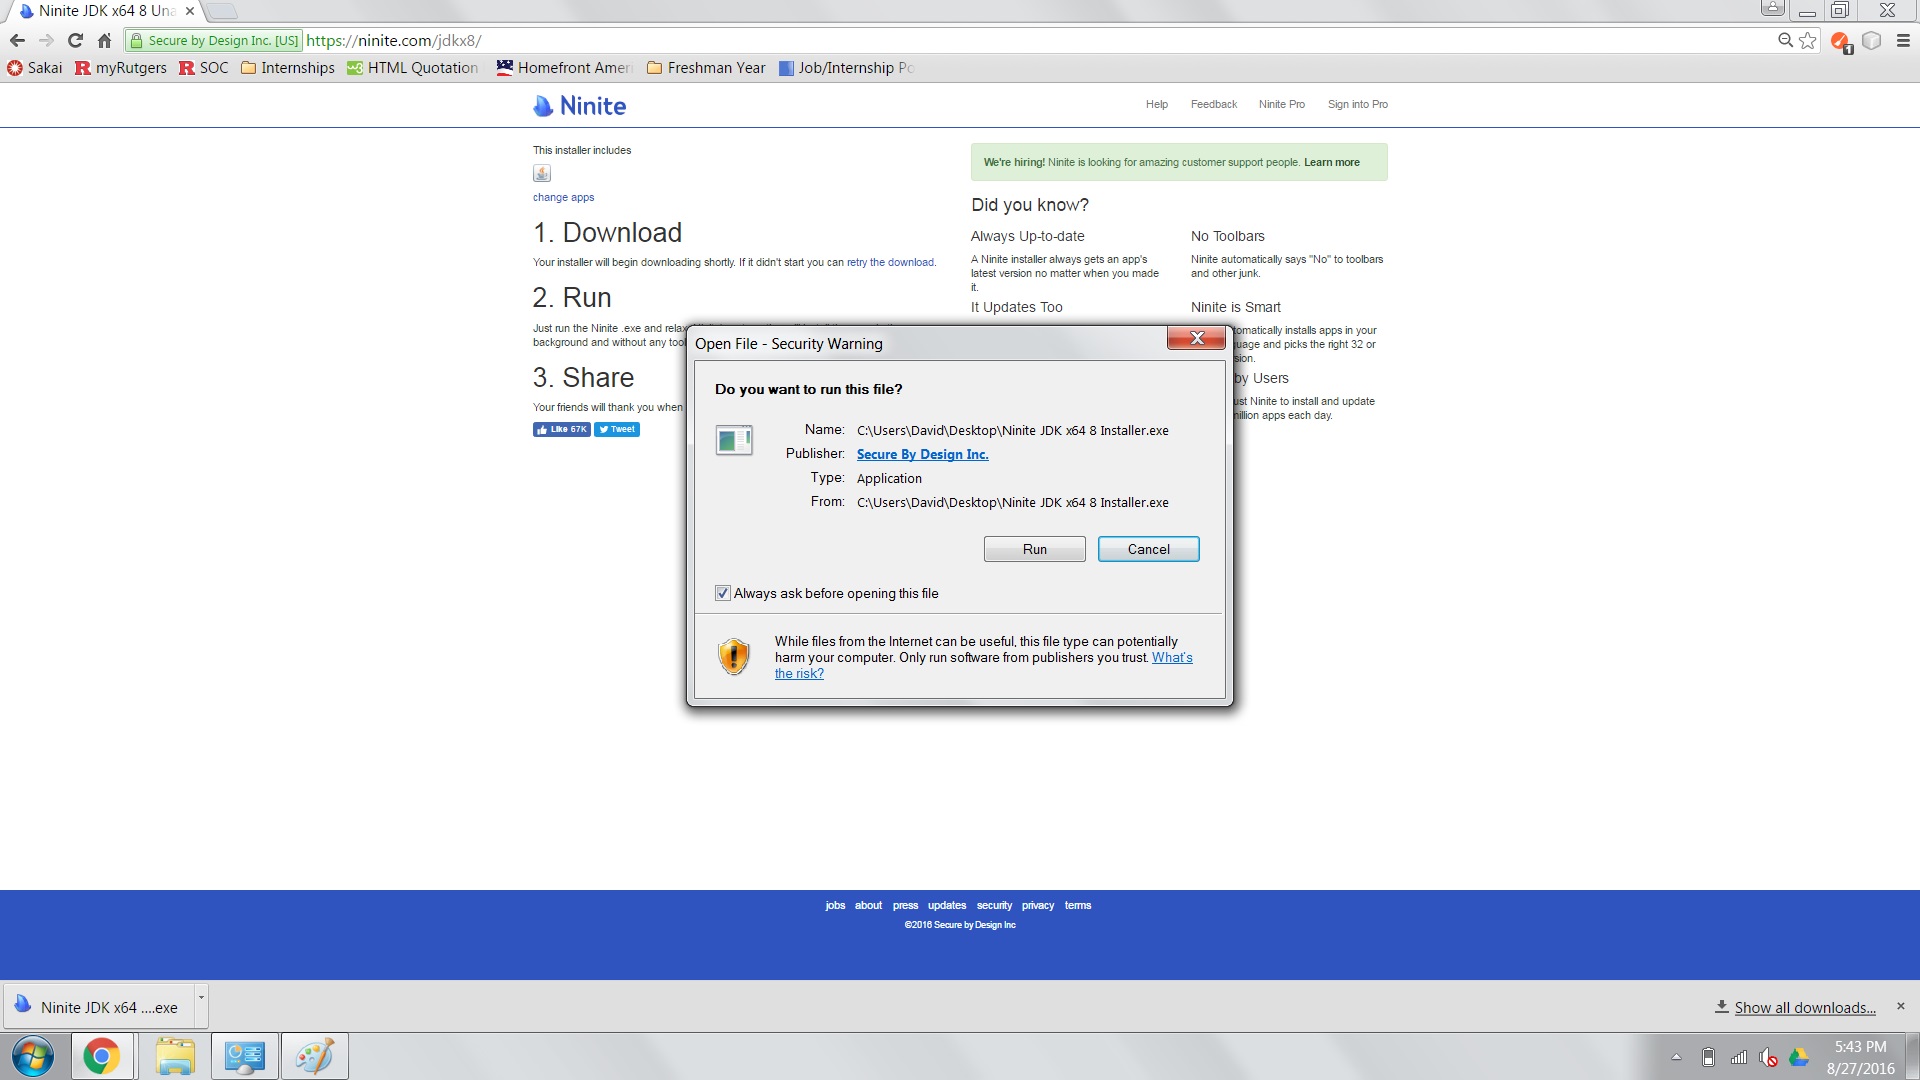 Ninite JDK x64 8 Una
Secure by Design Inc. [US]
https://ninite.com/jdkx8/
1
Sakai
myRutgers
SOC
Internships
HTML Quotation
Homefront Ameri
Freshman Year
Job/Internship Po
Ninite
Help
Feedback
Ninite Pro
Sign into Pro
This installer includes
change apps
1. Download
Your installer will begin downloading shortly. If it didn't start you can retry the download.
2. Run
Just run the Ninite .exe and relax
background and without any tool
3. Share
Your friends will thank you when
Like 67K
Tweet
We're hiring! Ninite is looking for amazing customer support people. Learn more
Did you know?
Always Up-to-date
A Ninite installer always gets an app's
latest version no matter when you made
it.
It Updates Too
No Toolbars
Ninite automatically says "No" to toolbars
and other junk.
Ninite is Smart
tomatically installs apps in your
uage and picks the right 32 or
sion.
by Users
ust Ninite to install and update
million apps each day.
Open File - Security Warning
Do you want to run this file?
Name: C:\Users\David\Desktop\Ninite JDK x64 8 Installer.exe
Publisher: Secure By Design Inc.
Type: Application
From: C:\Users\David\Desktop\Ninite JDK x64 8 Installer.exe
Run
Cancel
Always ask before opening this file
While files from the Internet can be useful, this file type can potentially
harm your computer. Only run software from publishers you trust. What's
the risk?
jobs about press updates security privacy terms
©2016 Secure by Design Inc
Ninite JDK x64 ....exe
Show all downloads...
5:43 PM
8/27/2016